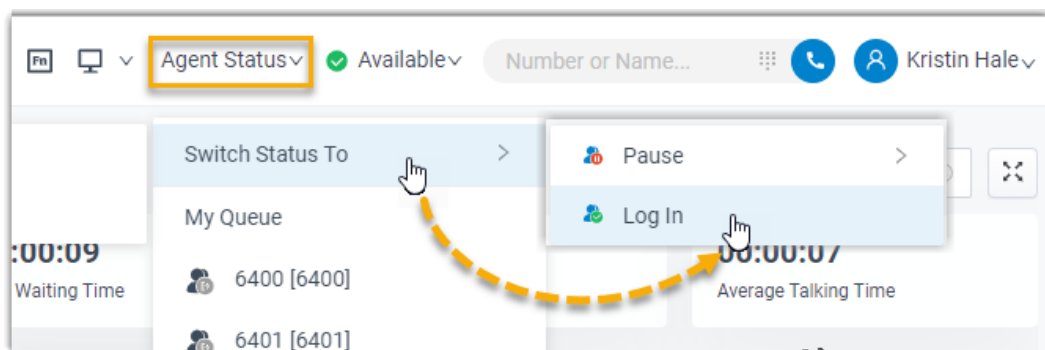 Fn
Agent Status
Available
Number or Name...
Kristin Hale
Switch Status To
Pause
My Queue
Log In
:00:09
00:00:07
Waiting Time
6400 [6400]
Average Talking Time
6401 [6401]